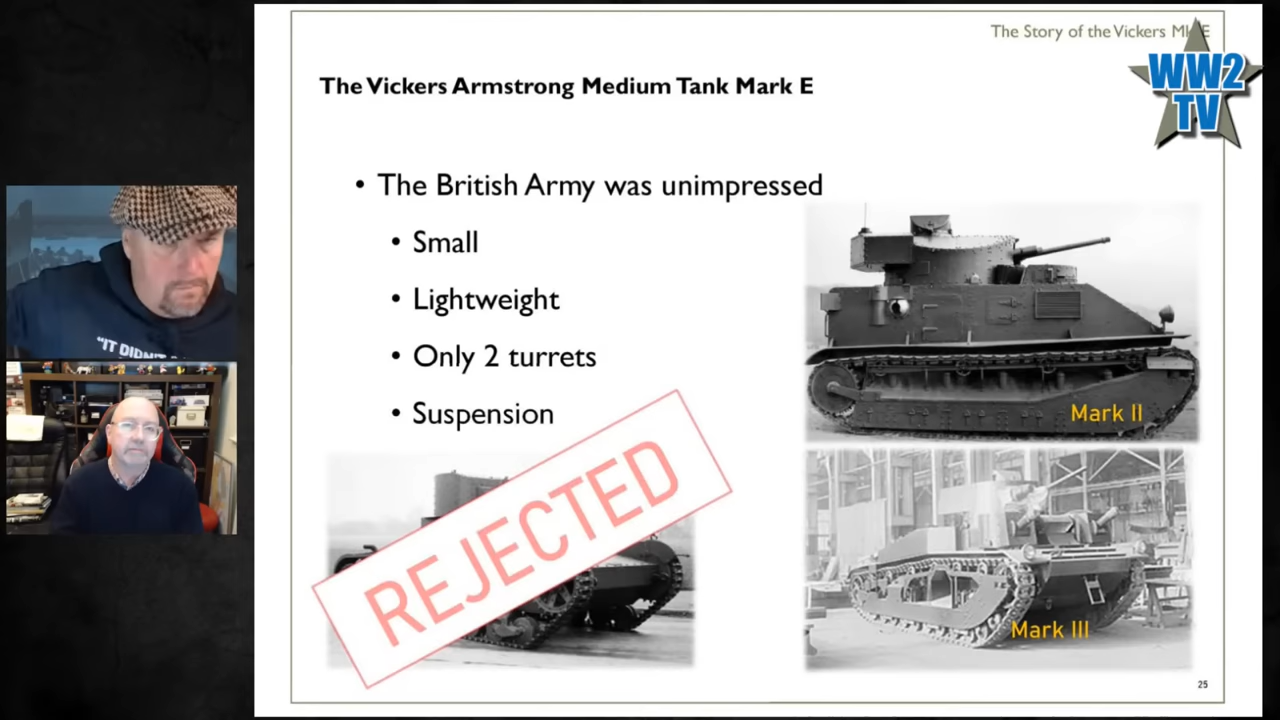 The Story of the Vickers
WW2
TV
The Vickers Armstrong Medium Tank Mark E
• The British Army was unimpressed
• Small
• Lightweight
• Only 2 turrets
• Suspension
REJECTED
Mark II
Mark III
25
"IT